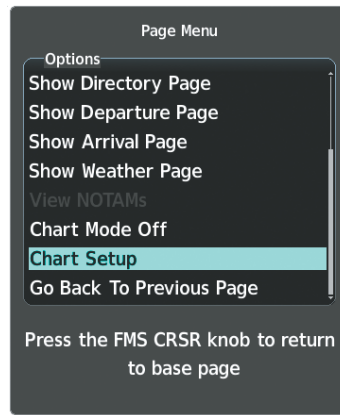 Page Menu
Options
Show Directory Page
Show Departure Page
Show Arrival Page
Show Weather Page
View NOTAMs
Chart Mode Off
Chart Setup
Go Back To Previous Page
Press the FMS CRSR knob to return
to base page